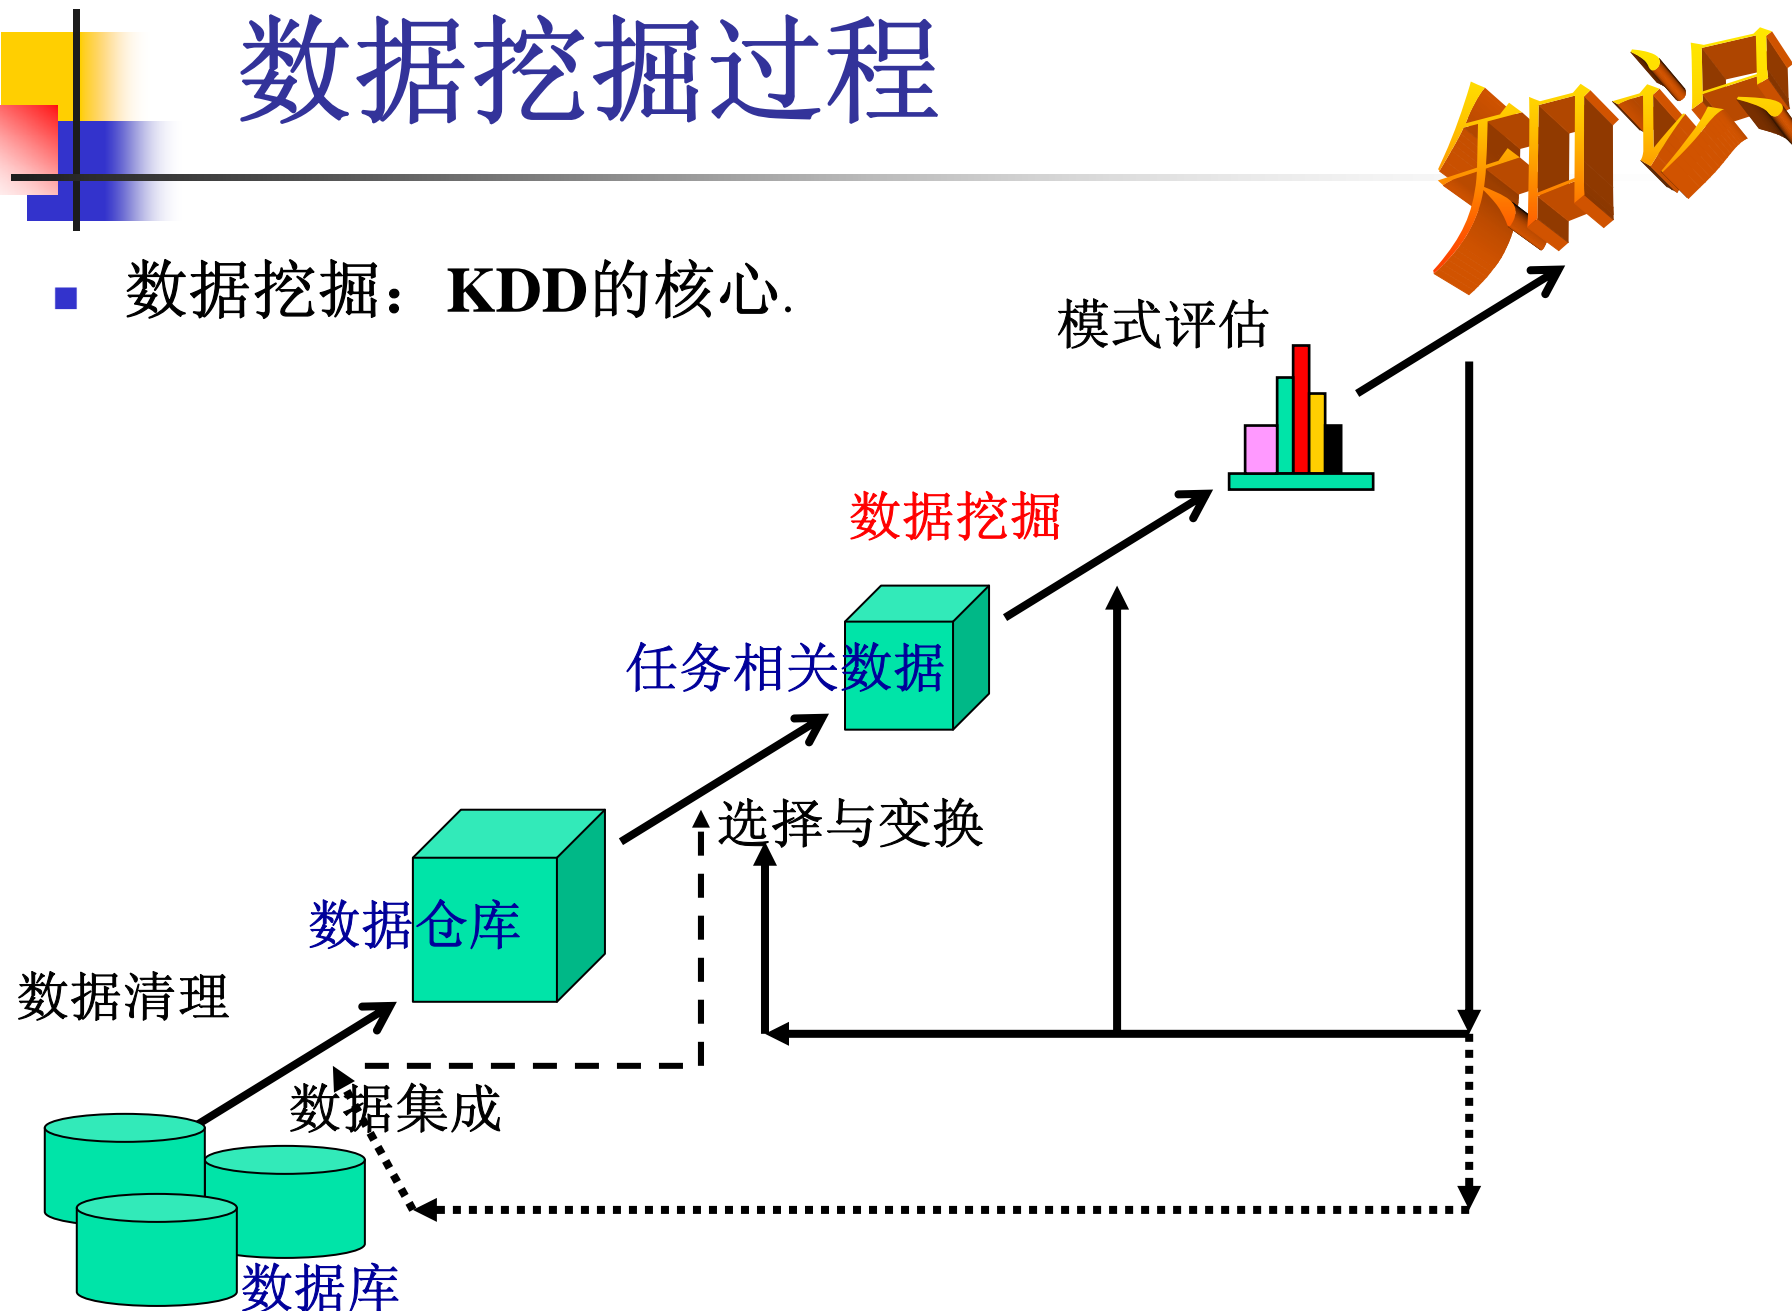 数据挖掘过程
知识
数据挖掘：KDD的核心.
模式评估
数据挖掘
任务相关数据
选择与变换
数据仓库
数据清理
数据集成
数据库